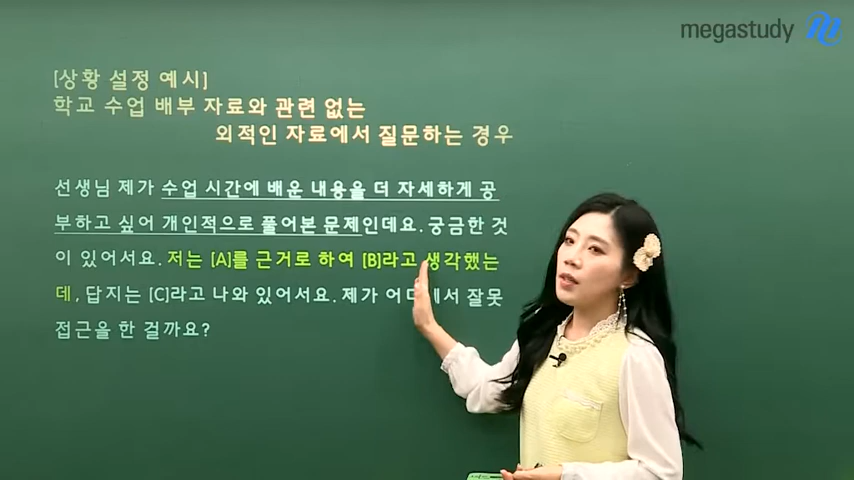 megastudy
[상황 설정 예시]
학교 수업 배부 자료와 관련 없는
외적인 자료에서 질문하는 경우
선생님 제가 수업 시간에 배운 내용을 더 자세하게 공
부하고 싶어 개인적으로 풀어본 문제인데요. 궁금한 것
이 있어서요. 저는 [A]를 근거로 하여 [B]라고 생각했는
데, 답지는 [C]라고 나와 있어서요. 제가 어디에서 잘못
접근을 한 걸까요?